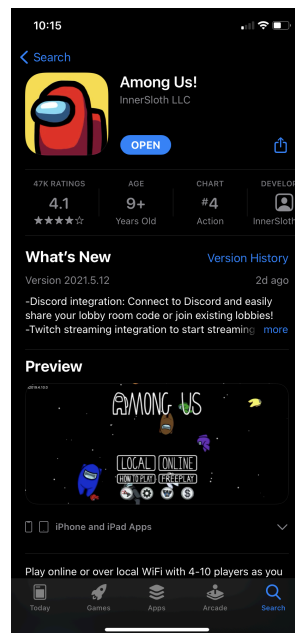 10:15
Search
Among Us!
InnerSloth LLC
OPEN
47K RATINGS
AGE
CHART
DEVELOP
4.1
9+
#4
Years Old
Action
InnerSloth
What's New
Version History
Version 2021.5.12
2d ago
-Discord integration: Connect to Discord and easily
share your lobby room code or join existing lobbies!
-Twitch streaming integration to start streaming more
Preview
AMONG US
LOCAL
ONLINE
HOW TO PLAY
FREEPLAY
iPhone and iPad Apps
Play online or over local WiFi with 4-10 players as you
Today
Games
Apps
Arcade
Search